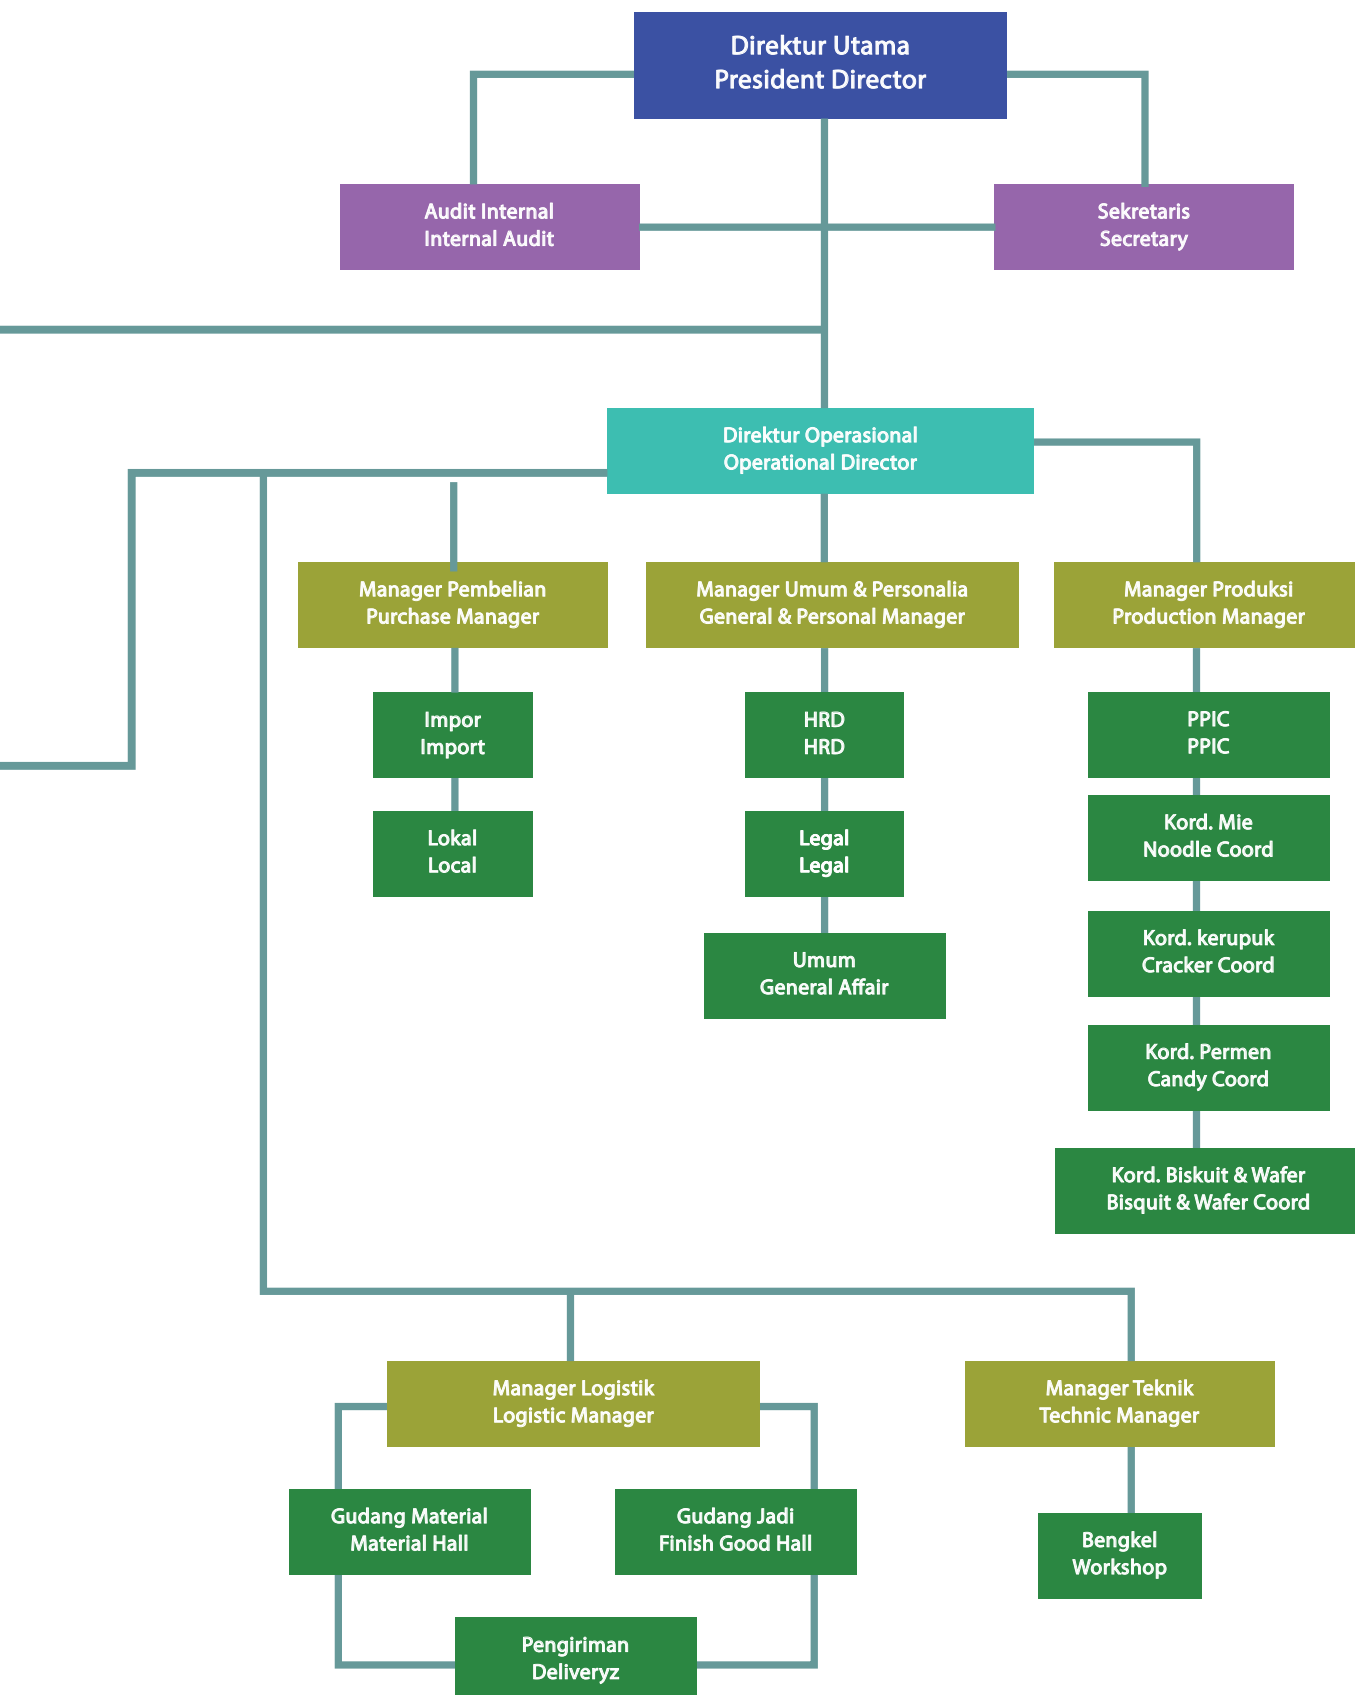 Direktur Utama
President Director
Audit Internal
Internal Audit
Sekretaris
Secretary
Direktur Operasional
Operational Director
Manager Pembelian
Purchase Manager
Manager Umum & Personalia
General & Personal Manager
Manager Produksi
Production Manager
Impor
Import
HRD
HRD
PPIC
PPIC
Lokal
Local
Legal
Legal
Kord. Mie
Noodle Coord
Umum
General Affair
Kord. kerupuk
Cracker Coord
Kord. Permen
Candy Coord
Kord. Biskuit & Wafer
Bisquit & Wafer Coord
Manager Logistik
Logistic Manager
Manager Teknik
Technic Manager
Gudang Material
Material Hall
Gudang Jadi
Finish Good Hall
Bengkel
Workshop
Pengiriman
Deliveryz